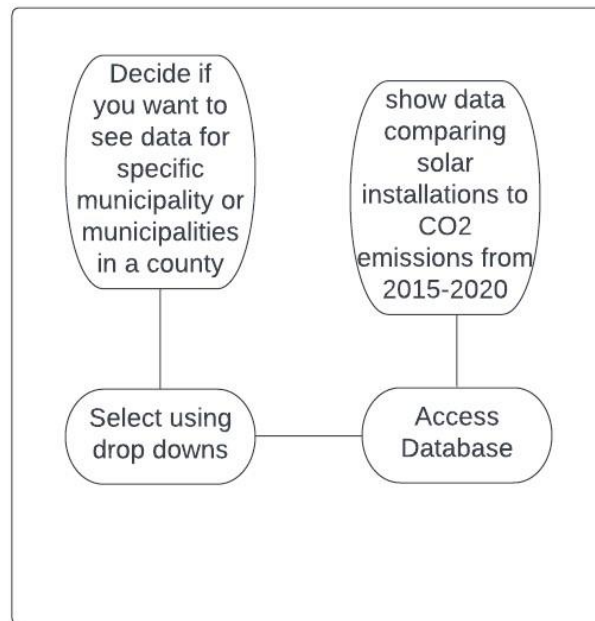 Decide if
you want to
see data for
specific
municipality or
municipalities
in a county
show data
comparing
solar
installations to
CO2
emissions from
2015-2020
Select using
drop downs
Access
Database